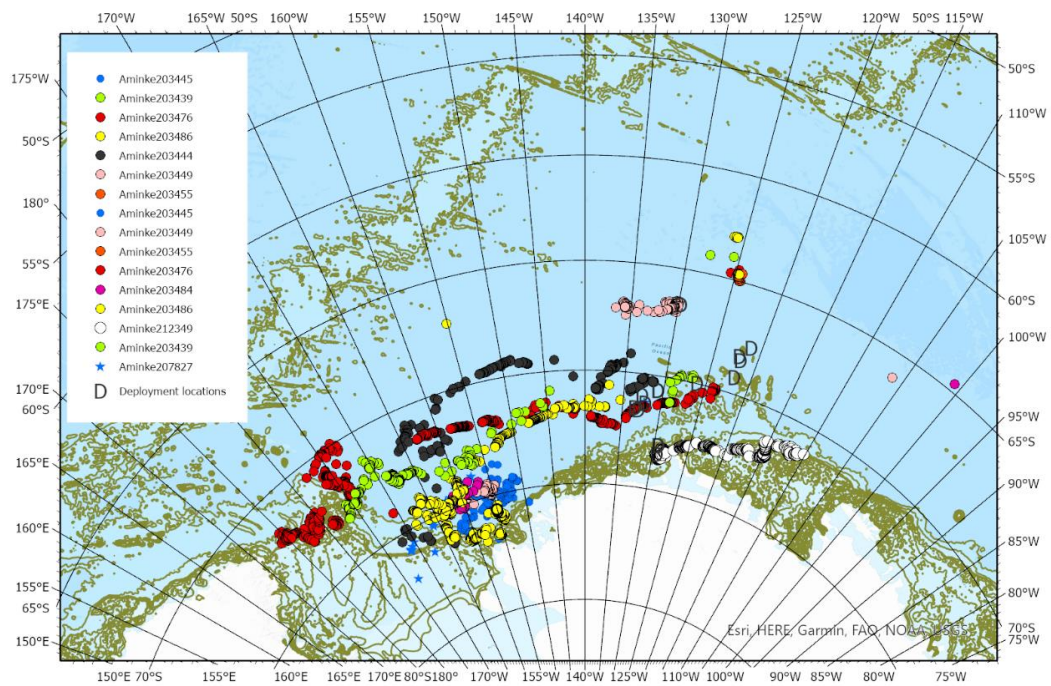 170°W 165°W 50°S 160°W 150°W 145°W 140°W 135°W 130°W 125°W 120°W 50°S 115°W
175°W
50°S
180°
55°S
175°E
170°E
60°S
165°E
160°E
155°E
65°S
150°E
Aminke203445
Aminke203439
Aminke203476
Aminke203486
Aminke203444
Aminke203449
Aminke203455
Aminke203445
Aminke203449
Aminke203455
Aminke203476
Aminke203484
Aminke203486
Aminke212349
Aminke203439
Aminke207827
D Deployment locations
Pacific
Ocean
D
D
D
D
D
D
50°S
110°W
55°S
105°W
60°S
100°W
95°W
65°S
90°W
85°W
80°W
70°S
75°W
Esri, HERE, Garmin, FAO, NOAA, USGS
150°E 70°S 155°E 160°E 170°E 80°S 180° 170°W 160°W 150°W 140°W 125°W 110°W 100°W 90°W 85°W 80°W 75°S 75°W